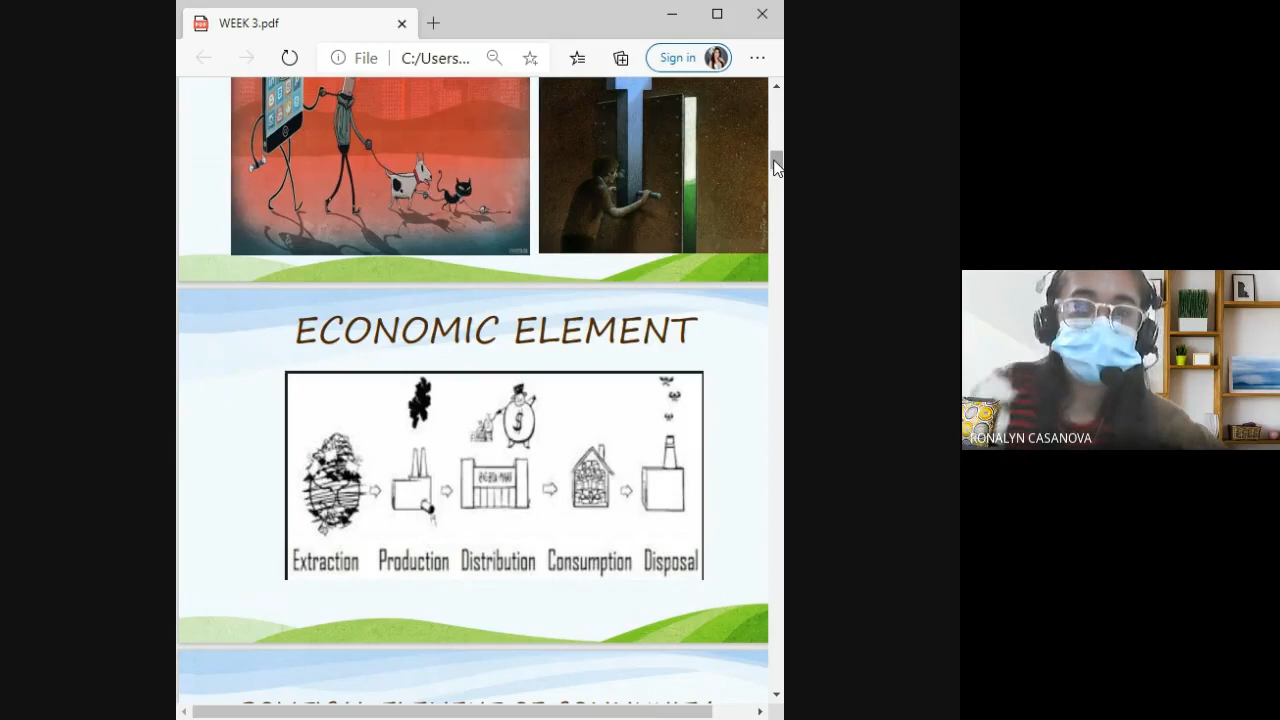 WEEK 3.pdf
File
C:/Users...
Sign in
ECONOMIC ELEMENT
$
Extraction Production Distribution Consumption Disposal
RONALYN CASANOVA